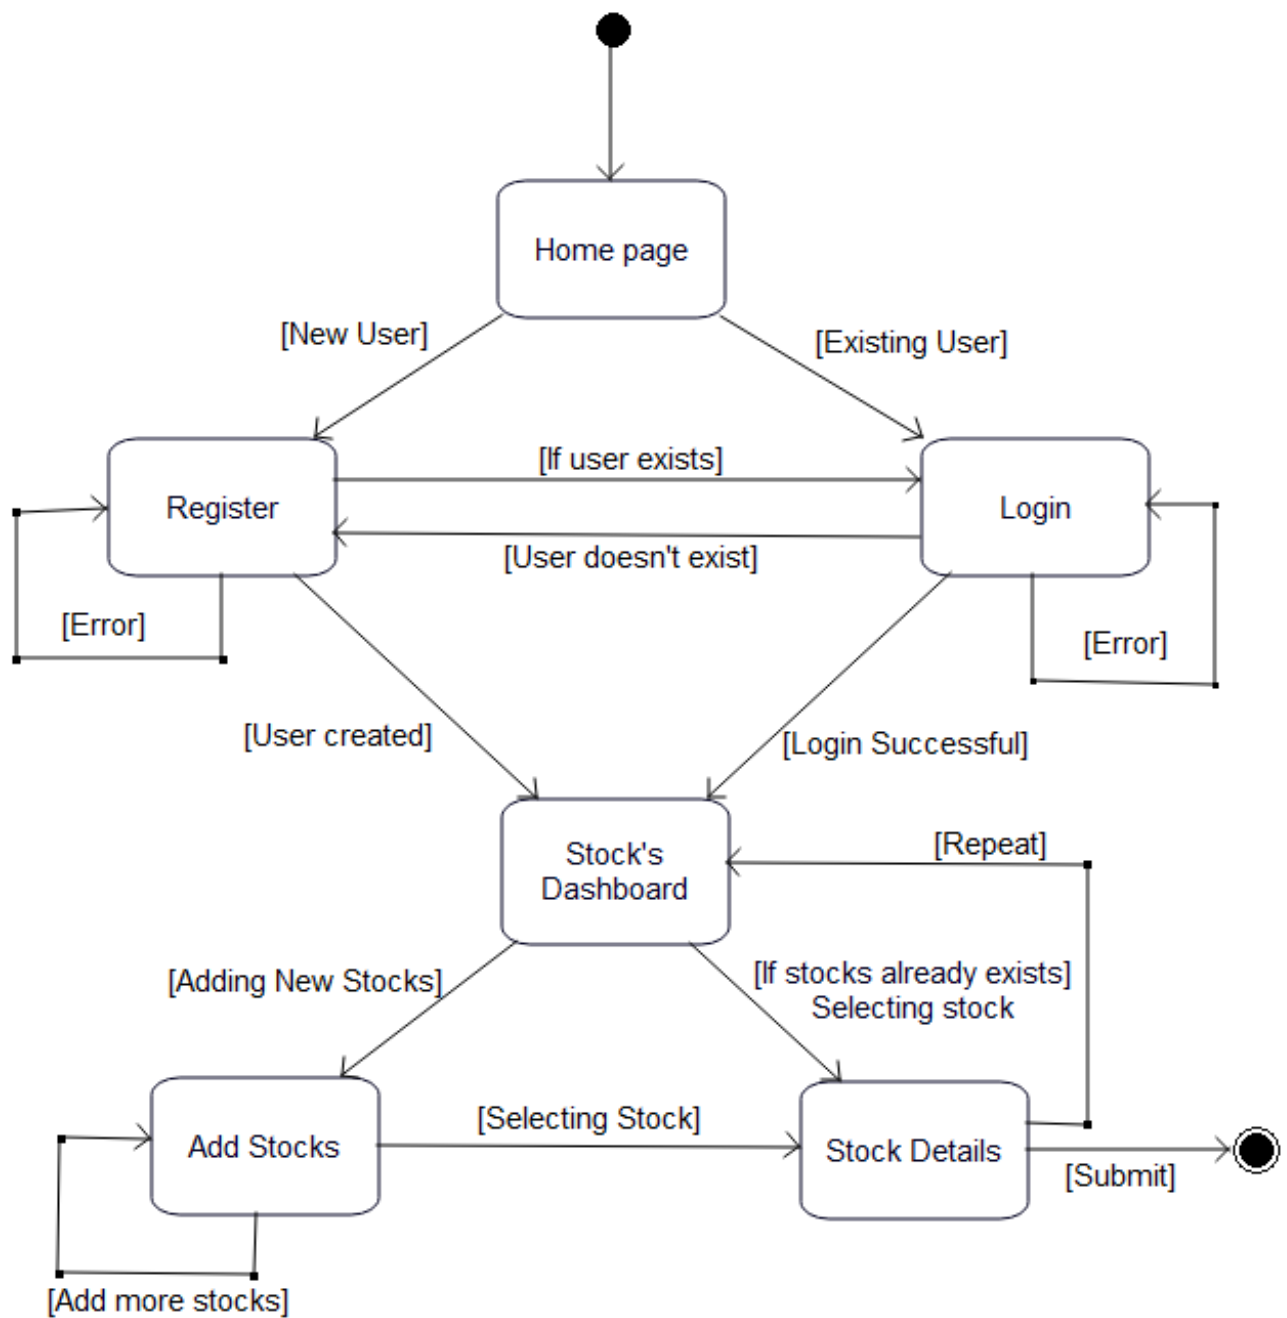 Home page
[New User]
[Existing User]
[If user exists]
Register
Login
[User doesn't exist]
[Error]
[Error]
[User created]
[Login Successful]
Stock's
Dashboard
[Repeat]
[Adding New Stocks]
[If stocks already exists]
Selecting stock
[Selecting Stock]
Add Stocks
Stock Details
[Submit]
[Add more stocks]